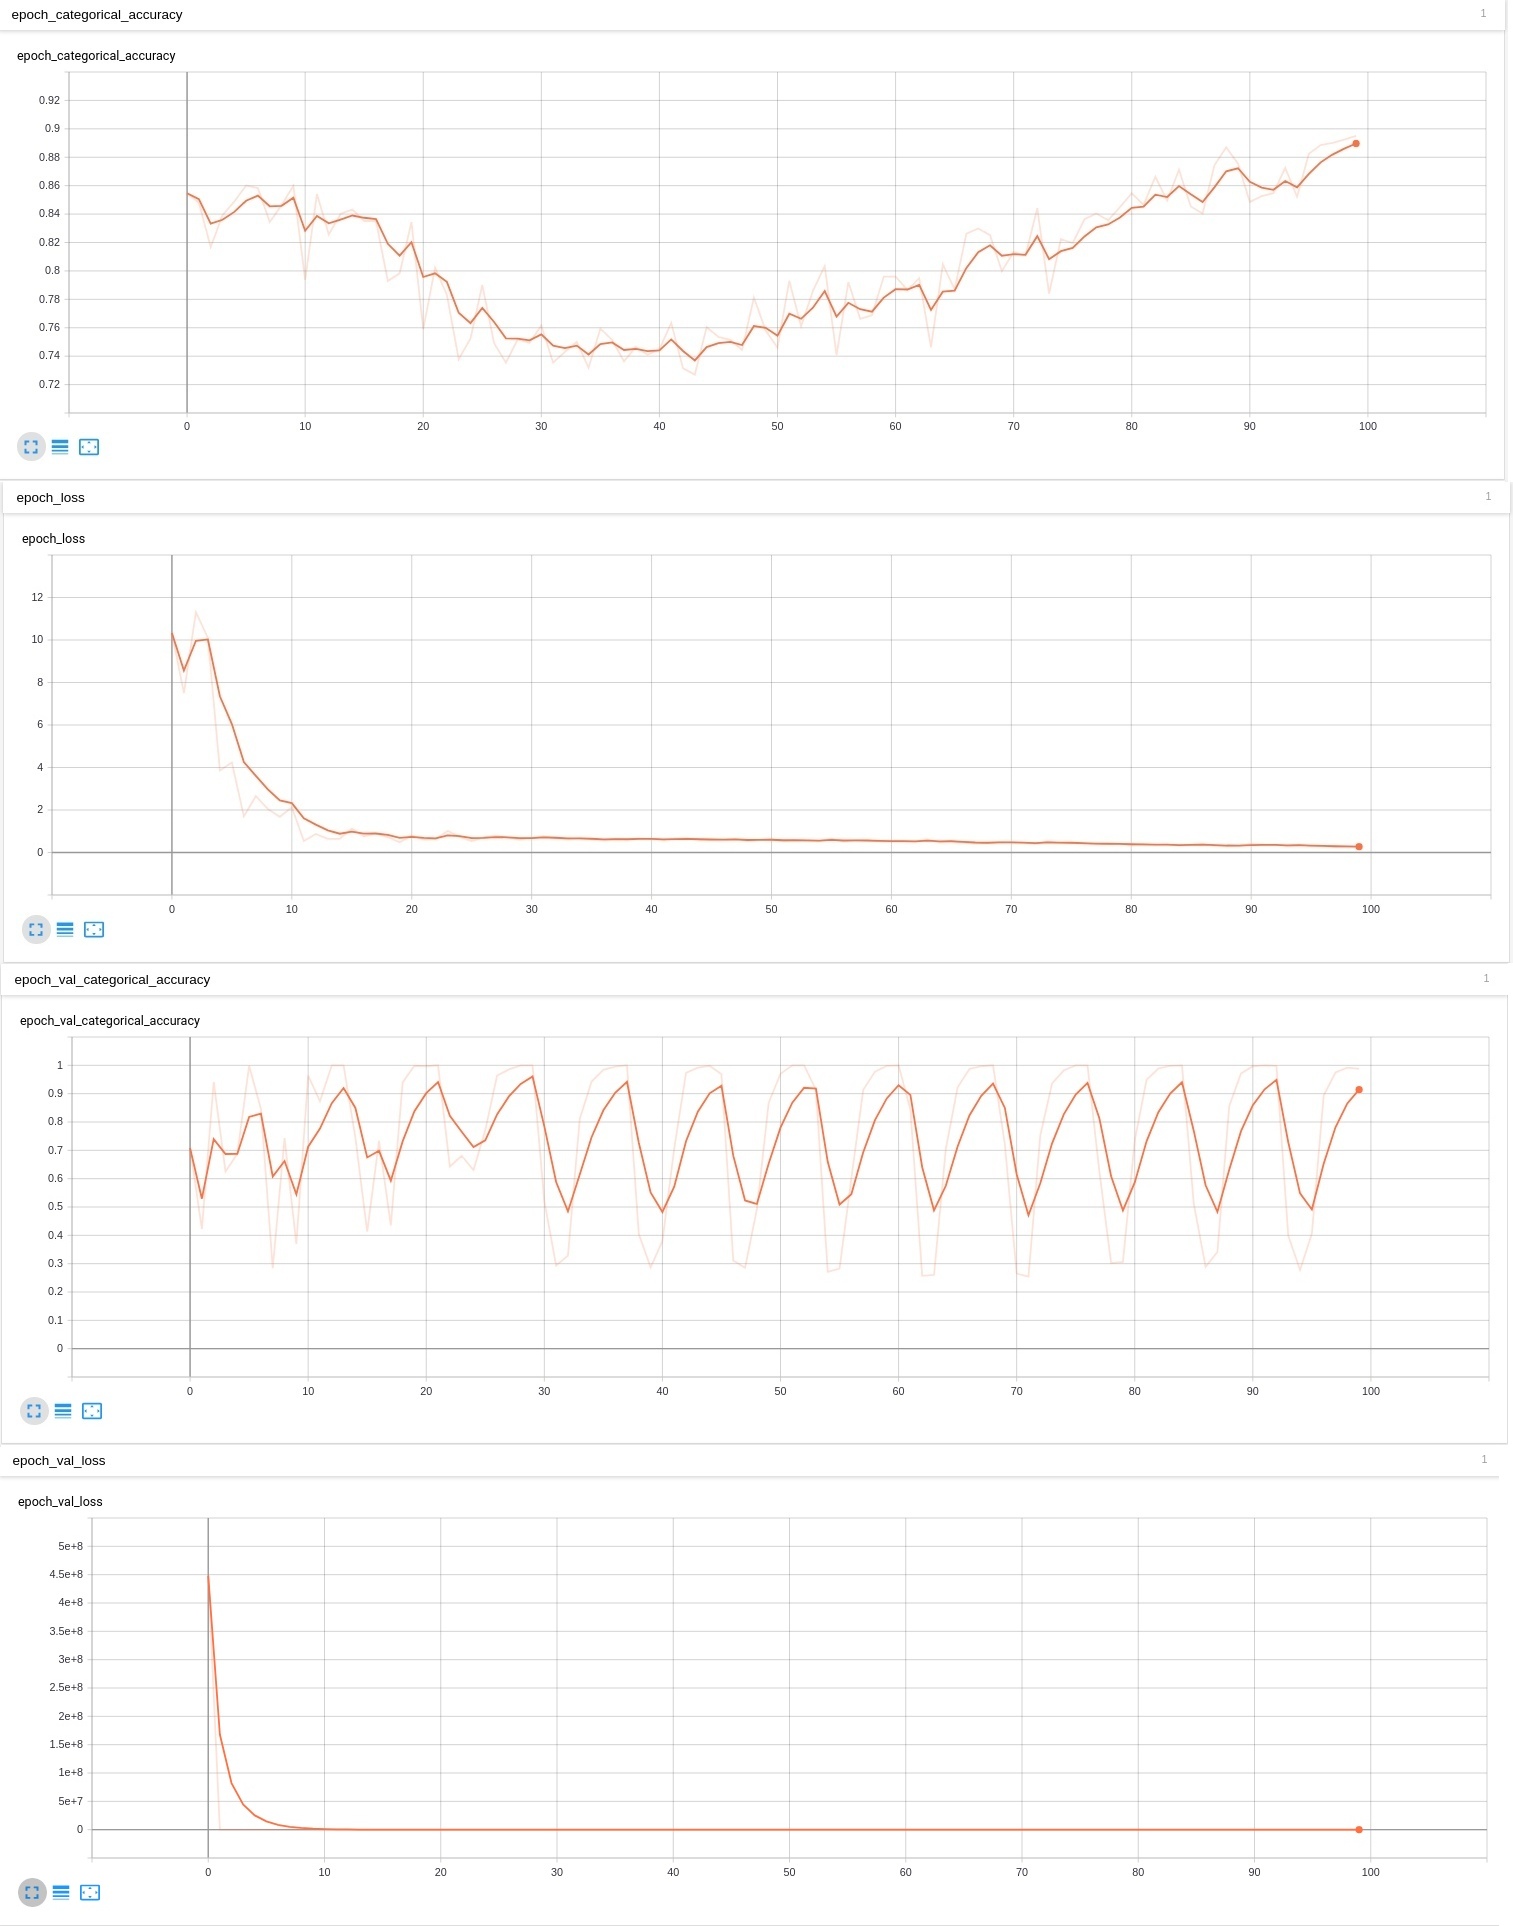 epoch_categorical_accuracy 1
epoch_categorical_accuracy
0.92
0.9
0.88
0.86
0.84
0.82
0.8
0.78
0.76
0.74
0.72
0 10 20 30 40 50 60 70 80 90 100
epoch_loss 1
epoch_loss
12
10
8
6
4
2
0
0 10 20 30 40 50 60 70 80 90 100
epoch_val_categorical_accuracy 1
epoch_val_categorical_accuracy
1
0.9
0.8
0.7
0.6
0.5
0.4
0.3
0.2
0.1
0
0 10 20 30 40 50 60 70 80 90 100
epoch_val_loss 1
epoch_val_loss
5e+8
4.5e+8
4e+8
3.5e+8
3e+8
2.5e+8
2e+8
1.5e+8
1e+8
5e+7
0
0 10 20 30 40 50 60 70 80 90 100